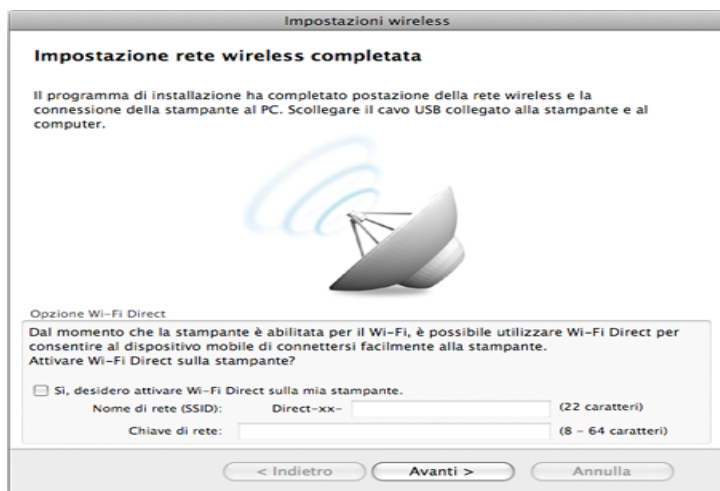 Impostazioni wireless
Impostazione rete wireless completata
Il programma di installazione ha completato postazione della rete wireless e la
connessione della stampante al PC. Scollegare il cavo USB collegato alla stampante e al
computer.
Opzione Wi-Fi Direct
Dal momento che la stampante è abilitata per il Wi-Fi, è possibile utilizzare Wi-Fi Direct per
consentire al dispositivo mobile di connettersi facilmente alla stampante.
Attivare Wi-Fi Direct sulla stampante?
Sì, desidero attivare Wi-Fi Direct sulla mia stampante.
Nome di rete (SSID): Direct-xx- (22 caratteri)
Chiave di rete: (8 - 64 caratteri)
< Indietro Avanti > Annulla